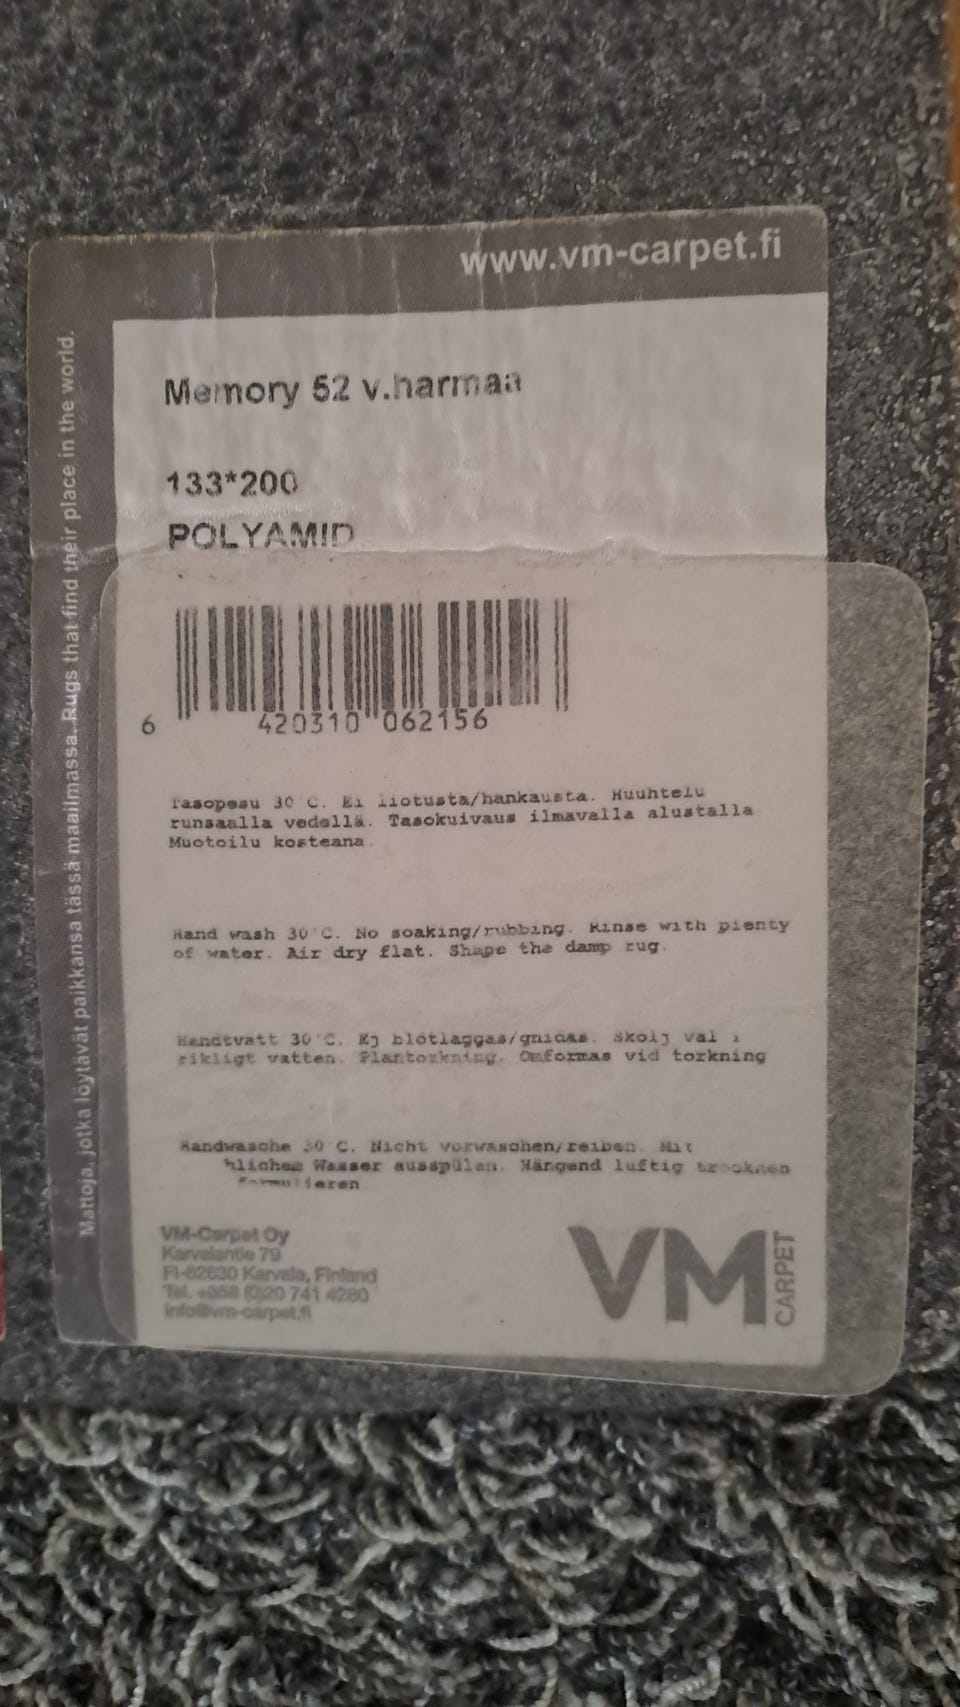 www.vm-carpet.fi
Mattoja, jotka löytävät paikkansa tässä maailmassa. Rugs that find their place in the world.
Memory 52 v.harmaa
133*200
POLYAMID
6 420310 062156
Tasopesu 30°C. Ei liotusta/hankausta. Huuhtelu
runsaalla vedellä. Tasokuivaus ilmavalla alustalla
Muotoilu kosteana
Hand wash 30°C. No soaking/rubbing. Rinse with plenty
of water. Air dry flat. Shape the damp rug.
Handtvätt 30°C. Ej blötläggas/gnidas. Skölj väl i
rikligt vatten. Plantorkning. Omformas vid torkning
Handwäsche 30°C. Nicht vorwaschen/reiben. Mit
Wasser ausspülen. Hängend luftig trocknen
VM-Carpet Oy
Karvalantie 79
FI-62630 Karvala, Finland
Tel. +358 (0)20 741 4280
info@vm-carpet.fi
VM
CARPET